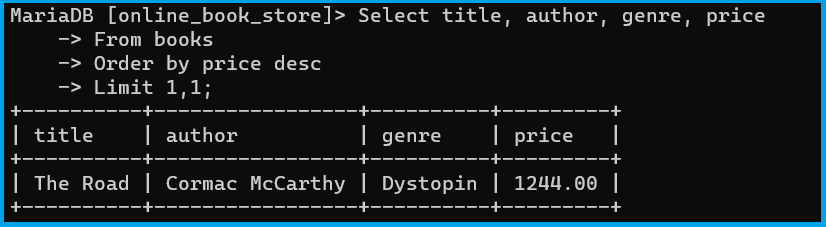 MariaDB [online_book_store]> Select title, author, genre, price
    -> From books
    -> Order by price desc
    -> Limit 1,1;
+----------+-----------------+----------+---------+
| title    | author          | genre    | price   |
+----------+-----------------+----------+---------+
| The Road | Cormac McCarthy | Dystopin | 1244.00 |
+----------+-----------------+----------+---------+